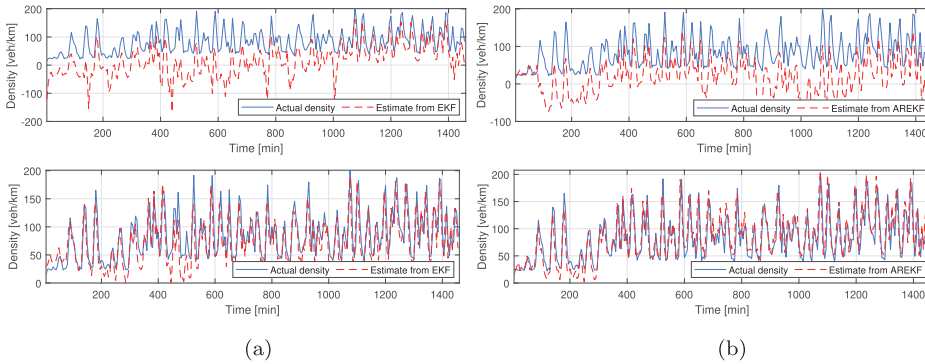 200
100
0
-100
-200
Density [veh/km]
Actual density
Estimate from EKF
200 400 600 800 1000 1200 1400
Time [min]
200
150
100
50
0
Density [veh/km]
Actual density
Estimate from EKF
200 400 600 800 1000 1200 1400
Time [min]
(a)
200
100
0
-100
Density [veh/km]
Actual density
Estimate from AREKF
200 400 600 800 1000 1200 1400
Time [min]
200
150
100
50
0
Density [veh/km]
Actual density
Estimate from AREKF
200 400 600 800 1000 1200 1400
Time [min]
(b)